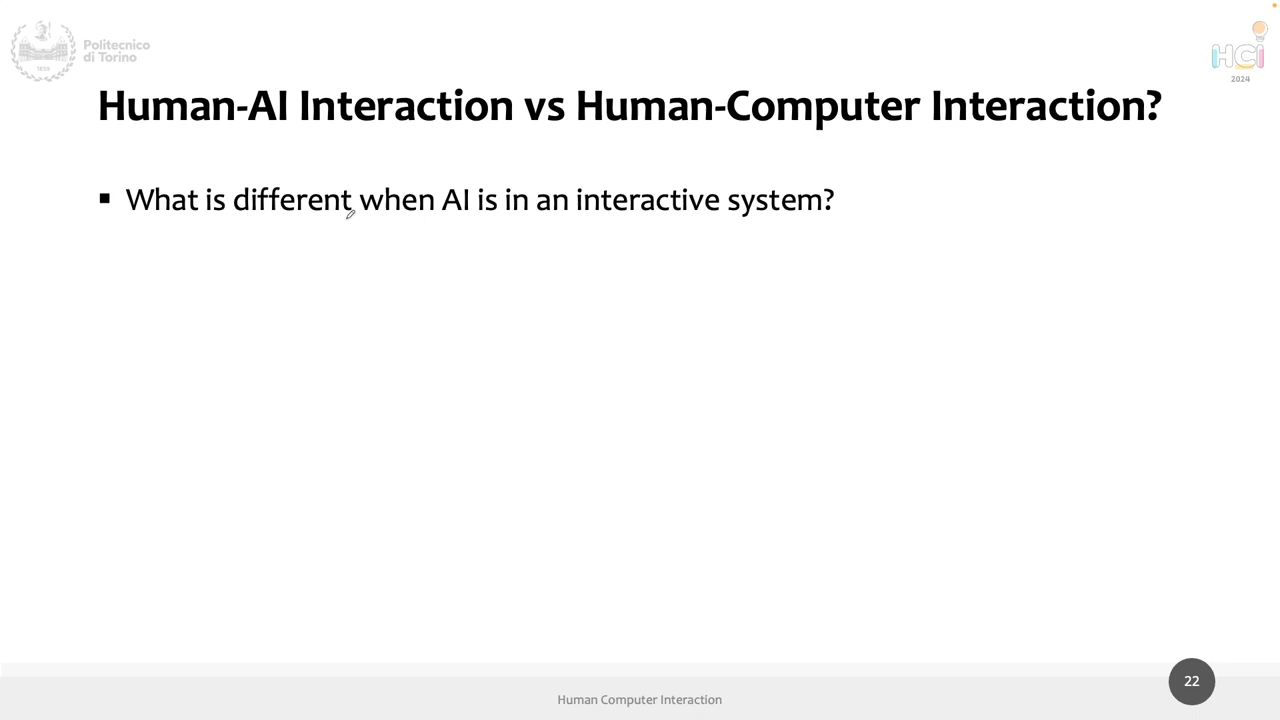 Politecnico
di Torino
1859
HCI
2024
Human-AI Interaction vs Human-Computer Interaction?
▪ What is different when AI is in an interactive system?
Human Computer Interaction
22